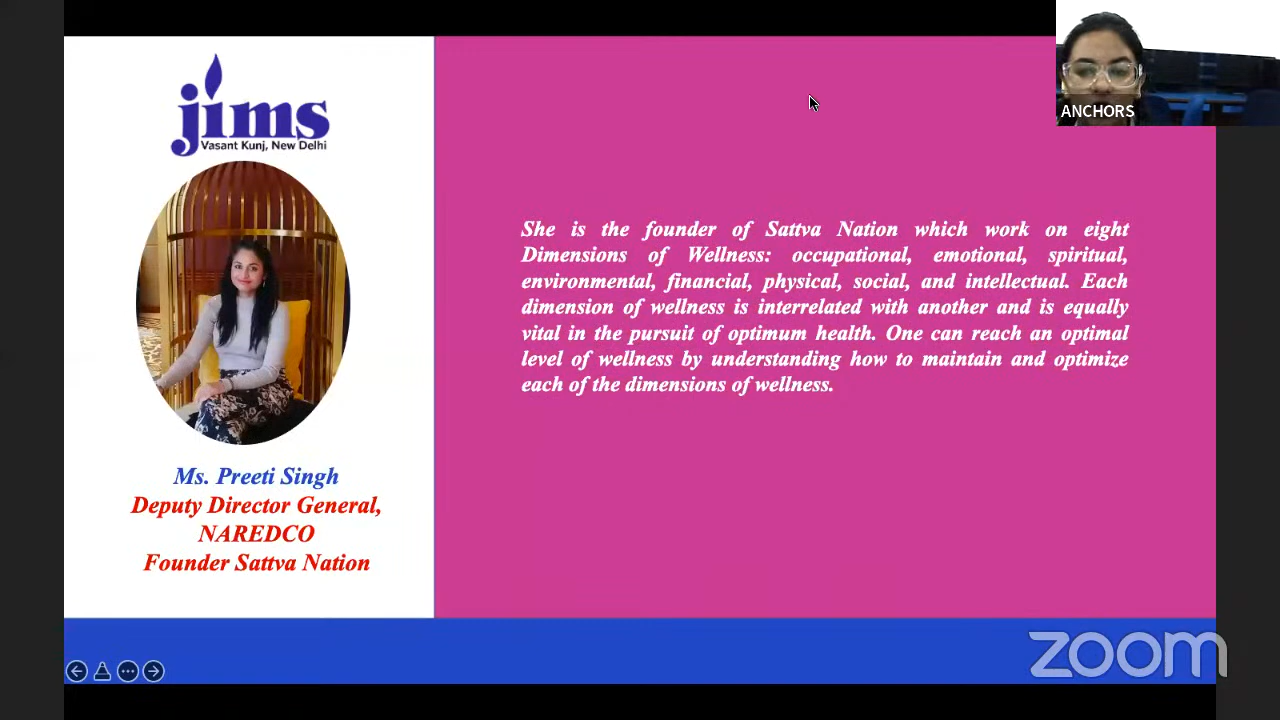 jims
Vasant Kunj, New Delhi
Ms. Preeti Singh
Deputy Director General,
NAREDCO
Founder Sattva Nation
She is the founder of Sattva Nation which work on eight
Dimensions of Wellness: occupational, emotional, spiritual,
environmental, financial, physical, social, and intellectual. Each
dimension of wellness is interrelated with another and is equally
vital in the pursuit of optimum health. One can reach an optimal
level of wellness by understanding how to maintain and optimize
each of the dimensions of wellness.
ANCHORS
zoom